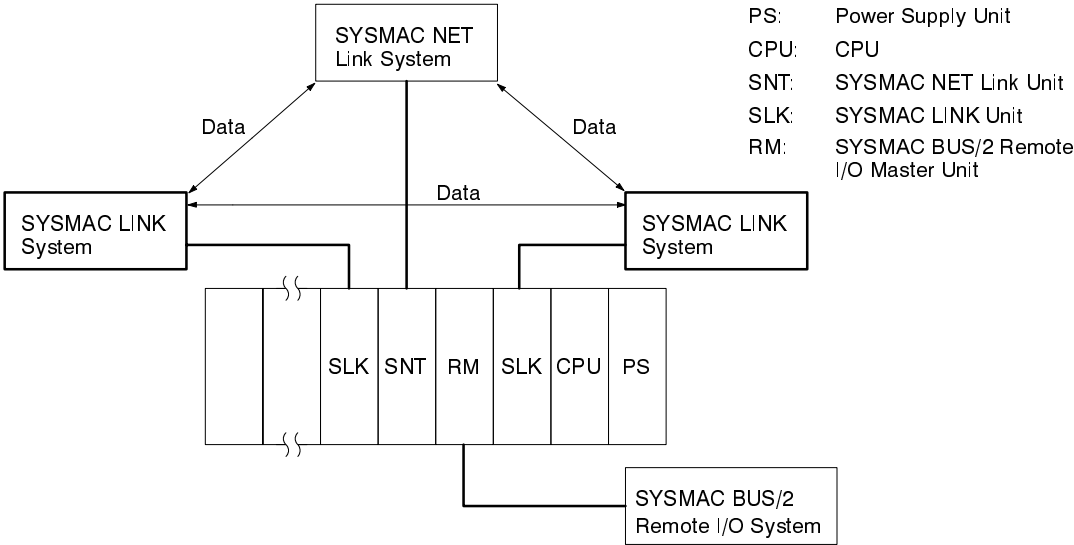 SYSMAC NET
Link System
PS: Power Supply Unit
CPU: CPU
SNT: SYSMAC NET Link Unit
SLK: SYSMAC LINK Unit
RM: SYSMAC BUS/2 Remote
I/O Master Unit
Data
Data
Data
SYSMAC LINK
System
SYSMAC LINK
System
SLK SNT RM SLK CPU PS
SYSMAC BUS/2
Remote I/O System